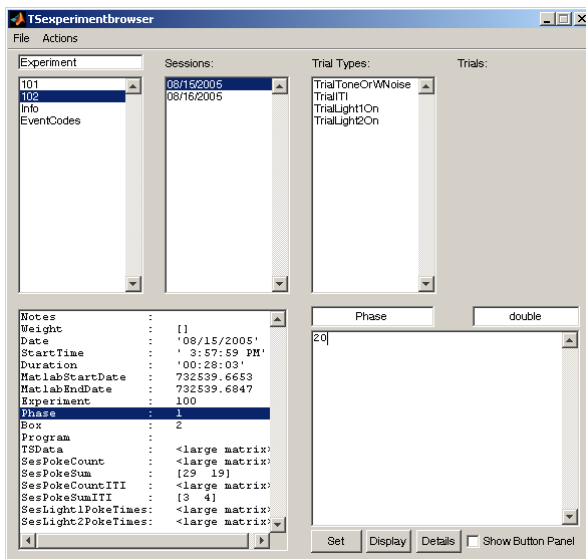 TSexperimentbrowser
File Actions
Experiment
Sessions:
Trial Types:
Trials:
101
102
Info
EventCodes
08/15/2005
08/16/2005
TrialToneOrWNoise
TrialITI
TrialLight1On
TrialLight2On
Notes :
Weight : []
Date : '08/15/2005'
StartTime : ' 3:57:59 PM'
Duration : '00:28:03'
MatlabStartDate : 732539.6653
MatlabEndDate : 732539.6847
Experiment : 100
Phase : 1
Box : 2
Program :
TSData : <large matrix>
SesPokeCount : <large matrix>
SesPokeSum : [29 19]
SesPokeCountITI : <large matrix>
SesPokeSumITI : [3 4]
SesLight1PokeTimes: <large matrix>
SesLight2PokeTimes: <large matrix>
Phase
double
20
Set Display Details Show Button Panel